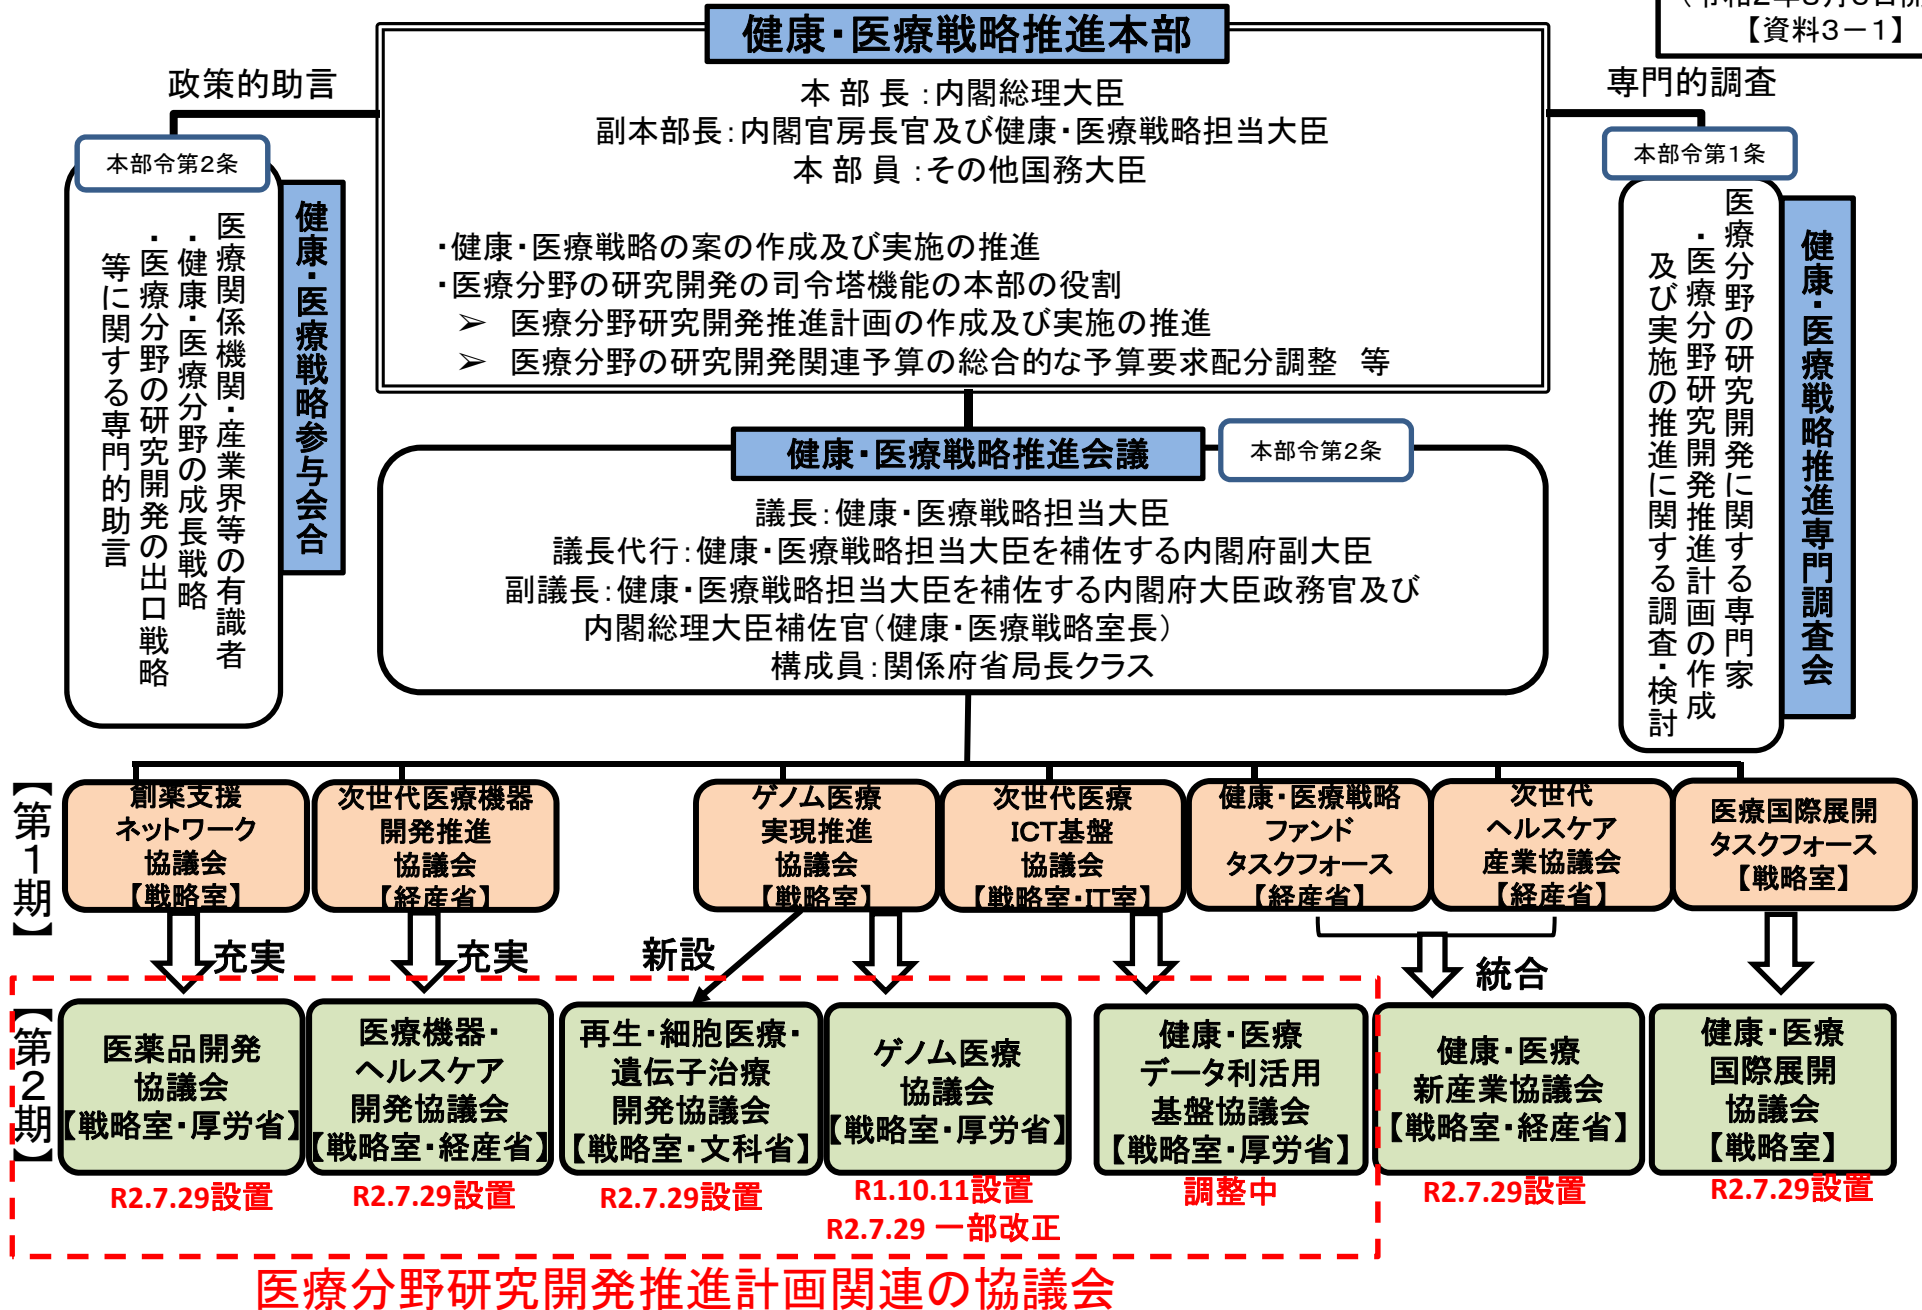 【資料3－1】
健康・医療戦略推進本部
本 部 長 ：内閣総理大臣
副本部長：内閣官房長官及び健康・医療戦略担当大臣
本 部 員 ：その他国務大臣
・健康・医療戦略の案の作成及び実施の推進
・医療分野の研究開発の司令塔機能の本部の役割
➢ 医療分野研究開発推進計画の作成及び実施の推進
➢ 医療分野の研究開発関連予算の総合的な予算要求配分調整　等
政策的助言
本部令第2条
健康・医療戦略参与会合
医療関係機関・産業界等の有識者
・健康・医療分野の成長戦略
・医療分野の研究開発の出口戦略
等に関する専門的助言
専門的調査
本部令第1条
健康・医療戦略推進専門調査会
医療分野の研究開発に関する専門家
・医療分野研究開発推進計画の作成
及び実施の推進に関する調査・検討
健康・医療戦略推進会議
本部令第2条
議長：健康・医療戦略担当大臣
議長代行：健康・医療戦略担当大臣を補佐する内閣府副大臣
副議長：健康・医療戦略担当大臣を補佐する内閣府大臣政務官及び
内閣総理大臣補佐官（健康・医療戦略室長）
構成員：関係府省局長クラス
【第1期】
創薬支援
ネットワーク
協議会
【戦略室】
次世代医療機器
開発推進
協議会
【経産省】
ゲノム医療
実現推進
協議会
【戦略室】
次世代医療
ICT基盤
協議会
【戦略室・IT室】
健康・医療戦略
ファンド
タスクフォース
【経産省】
次世代
ヘルスケア
産業協議会
【経産省】
医療国際展開
タスクフォース
【戦略室】
充実
充実
新設
統合
【第2期】
医薬品開発
協議会
【戦略室・厚労省】
R2.7.29設置
医療機器・
ヘルスケア
開発協議会
【戦略室・経産省】
R2.7.29設置
再生・細胞医療・
遺伝子治療
開発協議会
【戦略室・文科省】
R2.7.29設置
ゲノム医療
協議会
【戦略室・厚労省】
R1.10.11設置
R2.7.29 一部改正
健康・医療
データ利活用
基盤協議会
【戦略室・厚労省】
調整中
健康・医療
新産業協議会
【戦略室・経産省】
R2.7.29設置
健康・医療
国際展開
協議会
【戦略室】
R2.7.29設置
医療分野研究開発推進計画関連の協議会